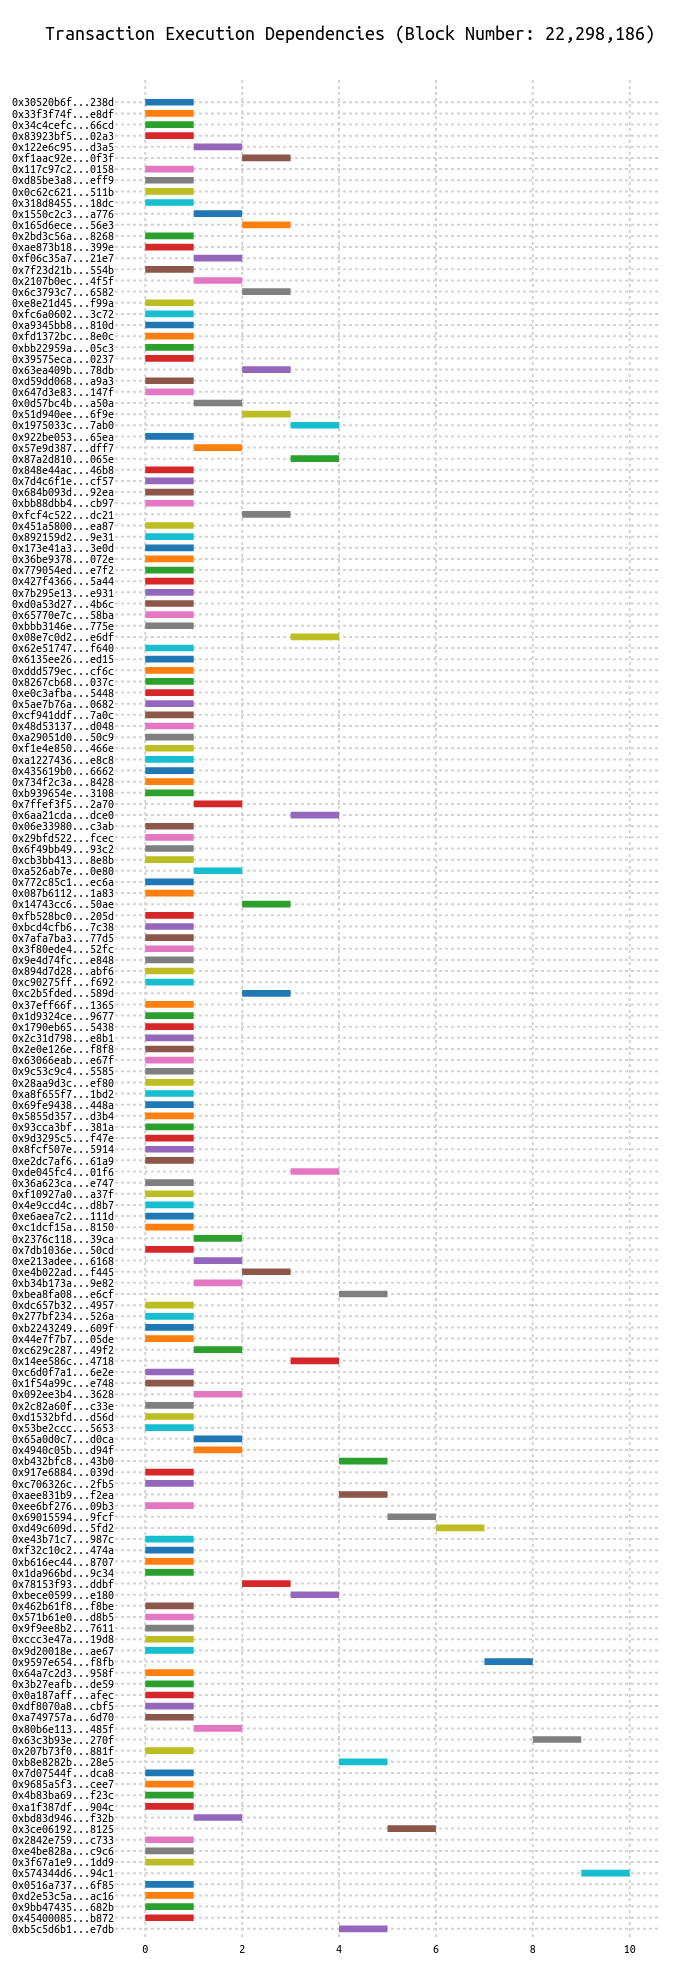 Transaction Execution Dependencies (Block Number: 22,298,186)
0x30520b6f...238d
0x33f3f74f...e8df
0x34c4cefc...66cd
0x83923bf5...02a3
0x122e6c95...d3a5
0xf1aac92e...0f3f
0x117c97c2...0158
0xd85be3a8...eff9
0x0c62c621...511b
0x318d8455...18dc
0x1550c2c3...a776
0x165d6ece...56e3
0x2bd3c56a...8268
0xae873b18...399e
0xf06c35a7...21e7
0x7f23d21b...554b
0x2107b0ec...4f5f
0x6c3793c7...6582
0xe8e21d45...f99a
0xfc6a0602...3c72
0xa9345bb8...810d
0xfd1372bc...8e0c
0xbb22959a...05c3
0x39575eca...0237
0x63ea409b...78db
0xd59dd068...a9a3
0x647d3e83...147f
0x0d57bc4b...a50a
0x51d940ee...6f9e
0x1975033c...7ab0
0x922be053...65ea
0x57e9d387...dff7
0x87a2d810...065e
0x848e44ac...46b8
0x7d4c6f1e...cf57
0x684b093d...92ea
0xbb88dbb4...cb97
0xfcf4c522...dc21
0x451a5800...ea87
0x892159d2...9e31
0x173e41a3...3e0d
0x36be9378...072e
0x779054ed...e7f2
0x427f4366...5a44
0x7b295e13...e931
0xd0a53d27...4b6c
0x65770e7c...58ba
0xbbb3146e...775e
0x08e7c0d2...e6df
0x62e51747...f640
0x6135ee26...ed15
0xddd579ec...cf6c
0x8267cb68...037c
0xe0c3afba...5448
0x5ae7b76a...0682
0xcf941ddf...7a0c
0x48d53137...d048
0xa29051d0...50c9
0xf1e4e850...466e
0xa1227436...e8c8
0x435619b0...6662
0x734f2c3a...8428
0xb939654e...3108
0x7ffef3f5...2a70
0x6aa21cda...dce0
0x06e33980...c3ab
0x29bfd522...fcec
0x6f49bb49...93c2
0xcb3bb413...8e8b
0xa526ab7e...0e80
0x772c85c1...ec6a
0x087b6112...1a83
0x14743cc6...50ae
0xfb528bc0...205d
0xbcd4cfb6...7c38
0x7afa7ba3...77d5
0x3f80ede4...52fc
0x9e4d74fc...e848
0x894d7d28...abf6
0xc90275ff...f692
0xc2b5fded...589d
0x37eff66f...1365
0x1d9324ce...9677
0x1790eb65...5438
0x2c31d798...e8b1
0x2e0e126e...f8f8
0x63066eab...e67f
0x9c53c9c4...5585
0x28aa9d3c...ef80
0xa8f655f7...1bd2
0x69fe9438...448a
0x5855d357...d3b4
0x93cca3bf...381a
0x9d3295c5...f47e
0x8fcf507e...5914
0xe2dc7af6...61a9
0xde045fc4...01f6
0x36a623ca...e747
0xf10927a0...a37f
0x4e9ccd4c...d8b7
0xe6aea7c2...111d
0xc1dcf15a...8150
0x2376c118...39ca
0x7db1036e...50cd
0xe213adee...6168
0xe4b022ad...f445
0xb34b173a...9e82
0xbea8fa08...e6cf
0xdc657b32...4957
0x277bf234...526a
0xb2243249...609f
0x44e7f7b7...05de
0xc629c287...49f2
0x14ee586c...4718
0xc6d0f7a1...6e2e
0x1f54a99c...e748
0x092ee3b4...3628
0x2c82a60f...c33e
0xd1532bfd...d56d
0x53be2ccc...5653
0x65a0d0c7...d0ca
0x4940c05b...d94f
0xb432bfc8...43b0
0x917e6884...039d
0xc706326c...2fb5
0xaee831b9...f2ea
0xee6bf276...09b3
0x69015594...9fcf
0xd49c609d...5fd2
0xe43b71c7...987c
0xf32c10c2...474a
0xb616ec44...8707
0x1da966bd...9c34
0x78153f93...ddbf
0xbece0599...e180
0x462b61f8...f8be
0x571b61e0...d8b5
0x9f9ee8b2...7611
0xccc3e47a...19d8
0x9d20018e...ae67
0x9597e654...f8fb
0x64a7c2d3...958f
0x3b27eafb...de59
0x0a187aff...afec
0xdf8070a8...cbf5
0xa749757a...6d70
0x80b6e113...485f
0x63c3b93e...270f
0x207b73f0...881f
0xb8e8282b...28e5
0x7d07544f...dca8
0x9685a5f3...cee7
0x4b83ba69...f23c
0xa1f387df...904c
0xbd83d946...f32b
0x3ce06192...8125
0x2842e759...c733
0xe4be828a...c9c6
0x3f67a1e9...1dd9
0x574344d6...94c1
0x0516a737...6f85
0xd2e53c5a...ac16
0x9bb47435...682b
0x45400085...b872
0xb5c5d6b1...e7db
0 2 4 6 8 10